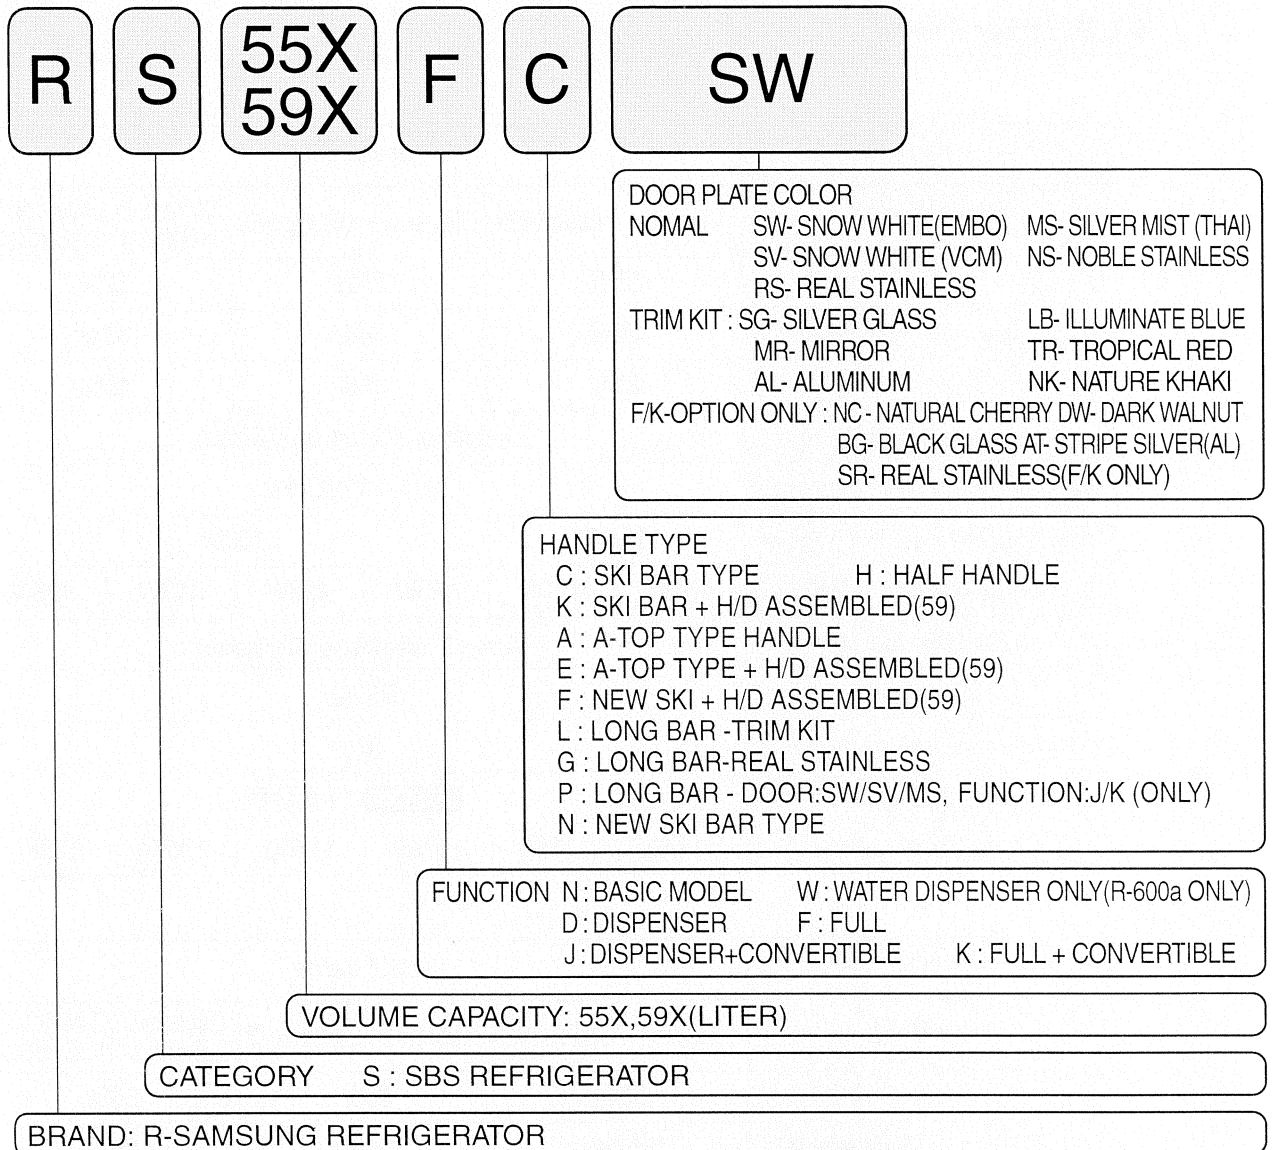 R S 55X F C SW
59X
DOOR PLATE COLOR
NOMAL SW- SNOW WHITE(EMBO) MS- SILVER MIST (THAI)
SV- SNOW WHITE (VCM) NS- NOBLE STAINLESS
RS- REAL STAINLESS
TRIM KIT : SG- SILVER GLASS LB- ILLUMINATE BLUE
MR- MIRROR TR- TROPICAL RED
AL- ALUMINUM NK- NATURE KHAKI
F/K-OPTION ONLY : NC - NATURAL CHERRY DW- DARK WALNUT
BG- BLACK GLASS AT- STRIPE SILVER(AL)
SR- REAL STAINLESS(F/K ONLY)
HANDLE TYPE
C : SKI BAR TYPE H : HALF HANDLE
K : SKI BAR + H/D ASSEMBLED(59)
A : A-TOP TYPE HANDLE
E : A-TOP TYPE + H/D ASSEMBLED(59)
F : NEW SKI + H/D ASSEMBLED(59)
L : LONG BAR -TRIM KIT
G : LONG BAR-REAL STAINLESS
P : LONG BAR - DOOR:SW/SV/MS, FUNCTION:J/K (ONLY)
N : NEW SKI BAR TYPE
FUNCTION N : BASIC MODEL W : WATER DISPENSER ONLY(R-600a ONLY)
D : DISPENSER F : FULL
J : DISPENSER+CONVERTIBLE K : FULL + CONVERTIBLE
VOLUME CAPACITY: 55X,59X(LITER)
CATEGORY S : SBS REFRIGERATOR
BRAND: R-SAMSUNG REFRIGERATOR